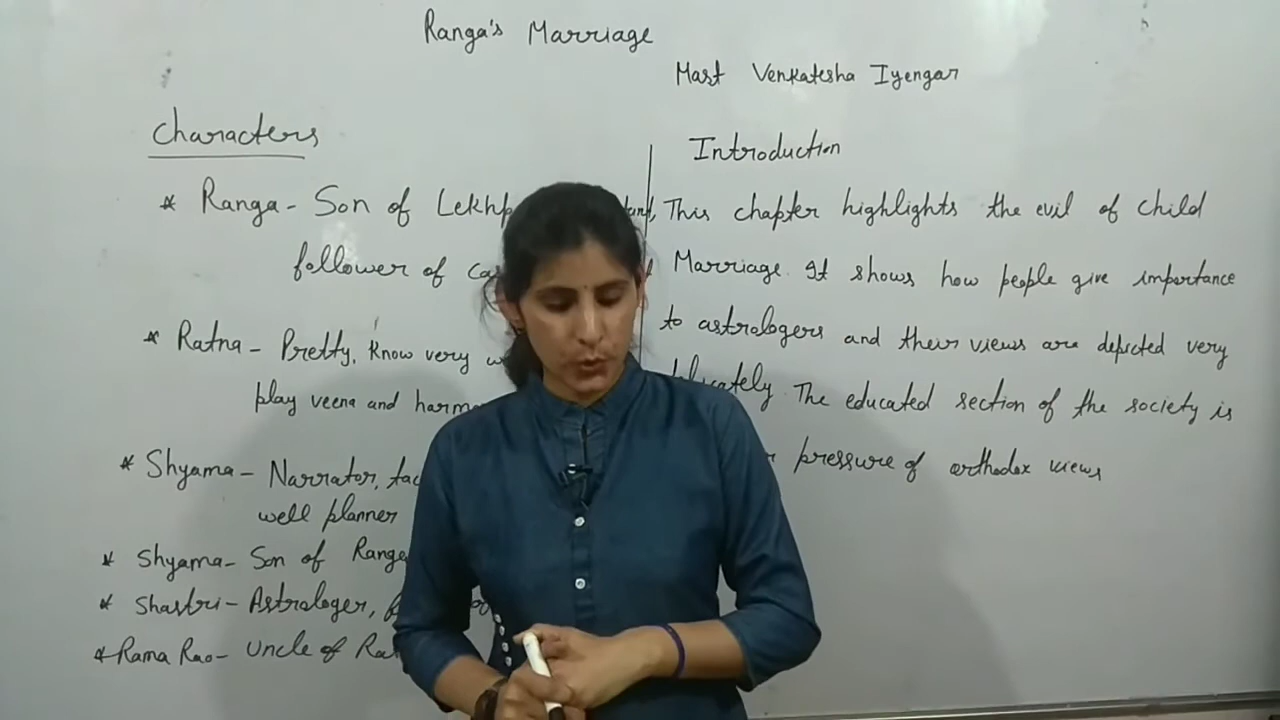 Ranga's Marriage
Mast Venkatesha Iyengar
Characters
* Ranga - Son of
follower of
* Ratna - Pretty, Know very
play veena and
* Shyama - Narrator,
well planner
* Shyama - Son of
* Shastri - Astrologer,
* Rama Rao - Uncle of
Introduction
This chapter highlights the evil of child
Marriage. It shows how people give importance
to astrologers and their views are depicted very
The educated section of the society is
pressure of orthodox views